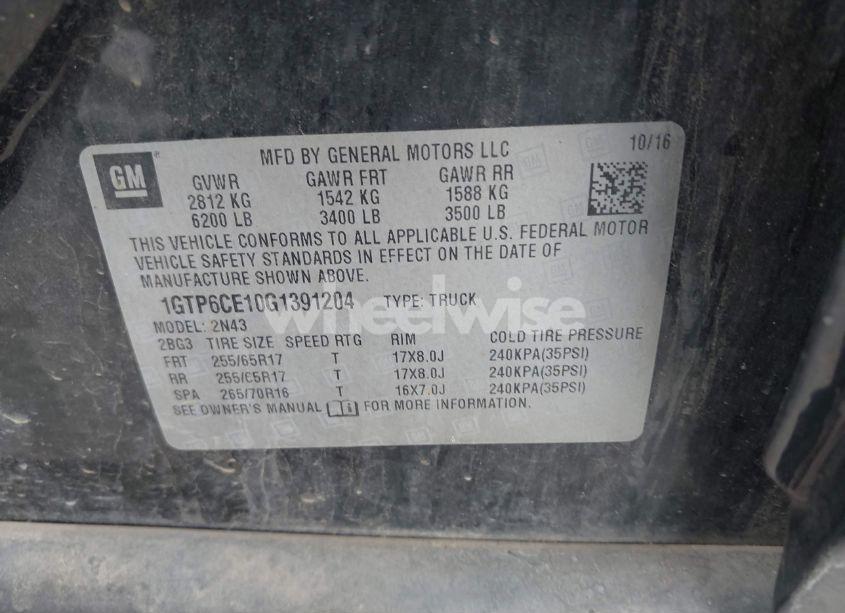 GM
MFD BY GENERAL MOTORS LLC 10/16
GVWR GAWR FRT GAWR RR
2812 KG 1542 KG 1588 KG
6200 LB 3400 LB 3500 LB
THIS VEHICLE CONFORMS TO ALL APPLICABLE U.S. FEDERAL MOTOR
VEHICLE SAFETY STANDARDS IN EFFECT ON THE DATE OF
MANUFACTURE SHOWN ABOVE.
1GTP6CE10G1391204 TYPE: TRUCK
wheelwise
MODEL: 2N43
2BG3 TIRE SIZE SPEED RTG RIM COLD TIRE PRESSURE
FRT 255/65R17 T 17X8.0J 240KPA(35PSI)
RR 255/65R17 T 17X8.0J 240KPA(35PSI)
SPA 265/70R16 T 16X7.0J 240KPA(35PSI)
SEE OWNER'S MANUAL FOR MORE INFORMATION.